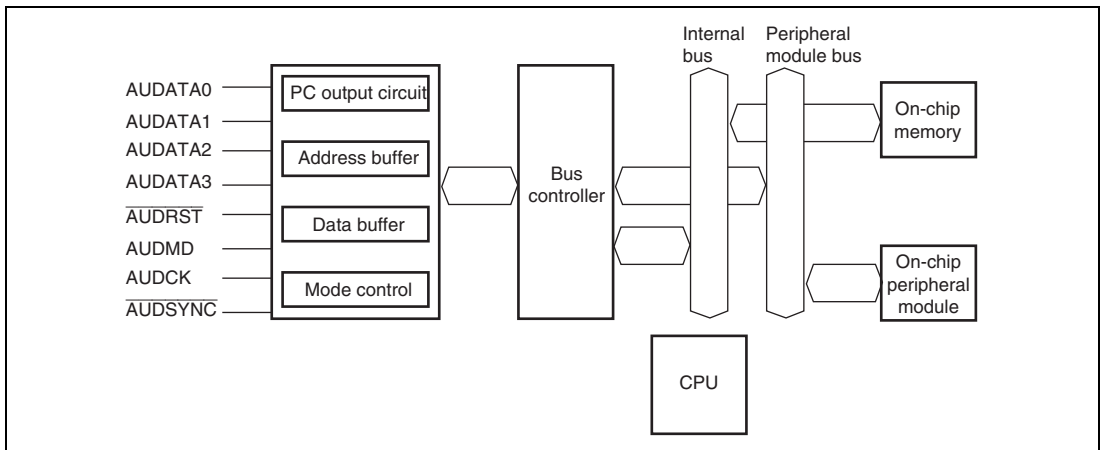 AUDATA0
AUDATA1
AUDATA2
AUDATA3
AUDRST
AUDMD
AUDCK
AUDSYNC
PC output circuit
Address buffer
Data buffer
Mode control
Bus
controller
Internal
bus
Peripheral
module bus
On-chip
memory
On-chip
peripheral
module
CPU